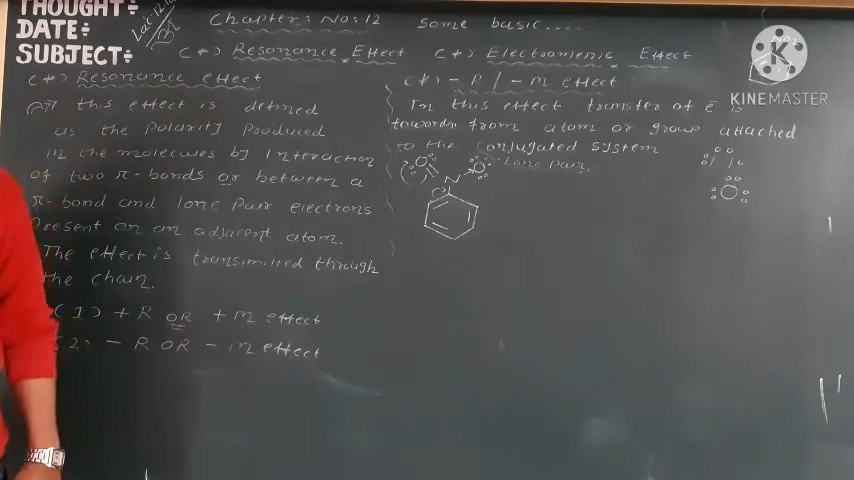 THOUGHT÷
DATE÷
SUBJECT÷
Chapter: No: 12 some basic....
(*) Resonance Effect (*) Electromeric Effect
(*) Resonance effect
this effect is defined
as the Polarity Produced
in the molecules by Interaction
of two π-bonds or between a
π-bond and lone Pair electrons
Present on an adjacent atom.
The effect is transmitted through
the chain.
(1) + R OR + m effect
(2) - R OR - m effect
(*) - R / - m effect
In this effect transfer of e̅ is
towards from atom or group attached
to the conjugated system
lone pair
O
N
O
O
NO2
KINEMASTER